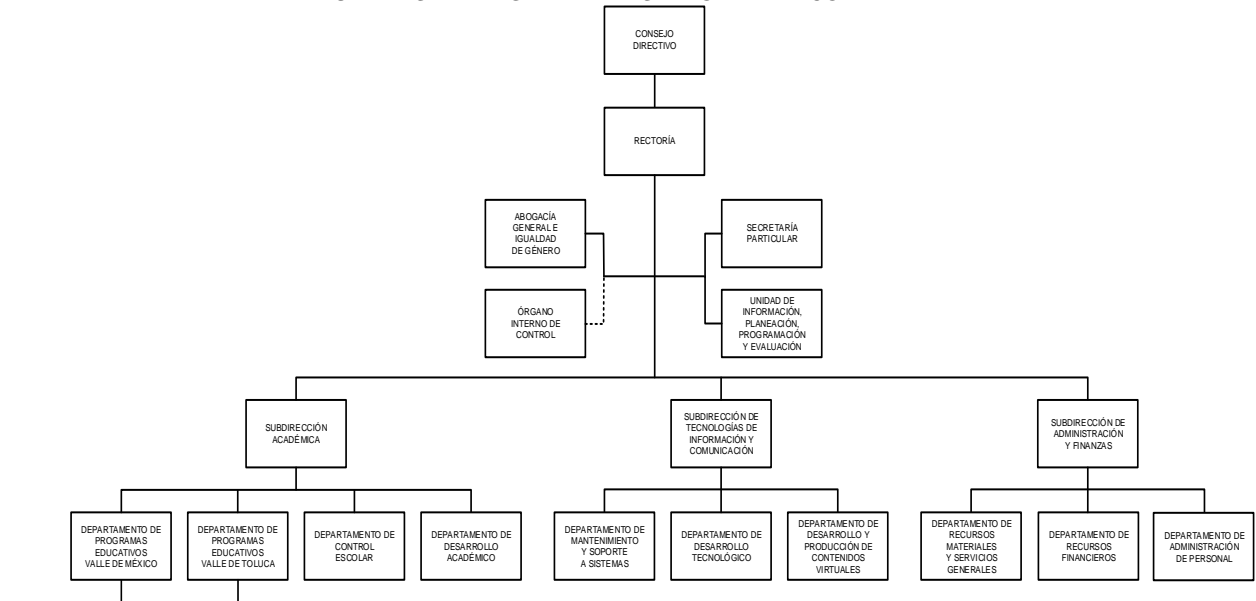 CONSEJO
DIRECTIVO
RECTORÍA
ABOGACÍA
GENERAL E
IGUALDAD
DE GÉNERO
SECRETARÍA
PARTICULAR
ÓRGANO
INTERNO DE
CONTROL
UNIDAD DE
INFORMACIÓN,
PLANEACIÓN,
PROGRAMACIÓN
Y EVALUACIÓN
SUBDIRECCIÓN
ACADÉMICA
SUBDIRECCIÓN DE
TECNOLOGÍAS DE
INFORMACIÓN Y
COMUNICACIÓN
SUBDIRECCIÓN DE
ADMINISTRACIÓN
Y FINANZAS
DEPARTAMENTO DE
PROGRAMAS
EDUCATIVOS
VALLE DE MÉXICO
DEPARTAMENTO DE
PROGRAMAS
EDUCATIVOS
VALLE DE TOLUCA
DEPARTAMENTO DE
CONTROL
ESCOLAR
DEPARTAMENTO DE
DESARROLLO
ACADÉMICO
DEPARTAMENTO DE
MANTENIMIENTO
Y SOPORTE
A SISTEMAS
DEPARTAMENTO DE
DESARROLLO
TECNOLÓGICO
DEPARTAMENTO DE
DESARROLLO Y
PRODUCCIÓN DE
CONTENIDOS
VIRTUALES
DEPARTAMENTO DE
RECURSOS
MATERIALES
Y SERVICIOS
GENERALES
DEPARTAMENTO DE
RECURSOS
FINANCIEROS
DEPARTAMENTO DE
ADMINISTRACIÓN
DE PERSONAL